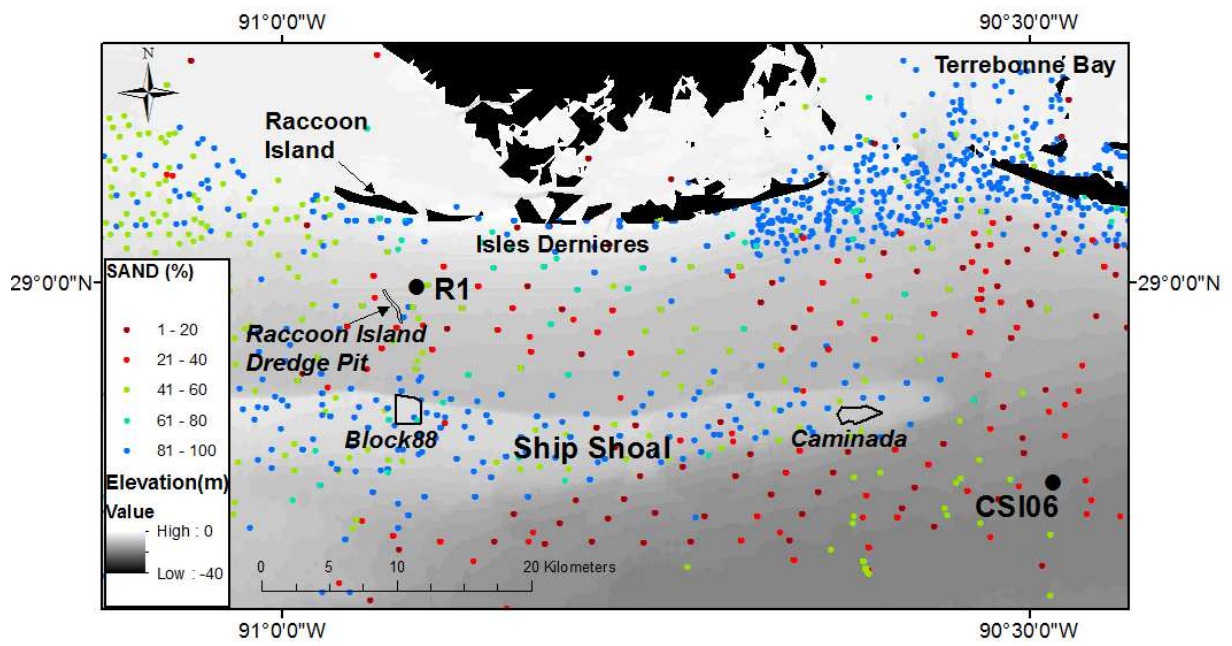 91°0'0"W 90°30'0"W
N
Terrebonne Bay
Raccoon
Island
Isles Dernieres
29°0'0"N 29°0'0"N
SAND (%)
1 - 20
21 - 40
41 - 60
61 - 80
81 - 100
Elevation(m)
Value
High : 0
Low : -40
R1
Raccoon Island
Dredge Pit
Block88
Ship Shoal
Caminada
CSI06
0 5 10 20 Kilometers
91°0'0"W 90°30'0"W